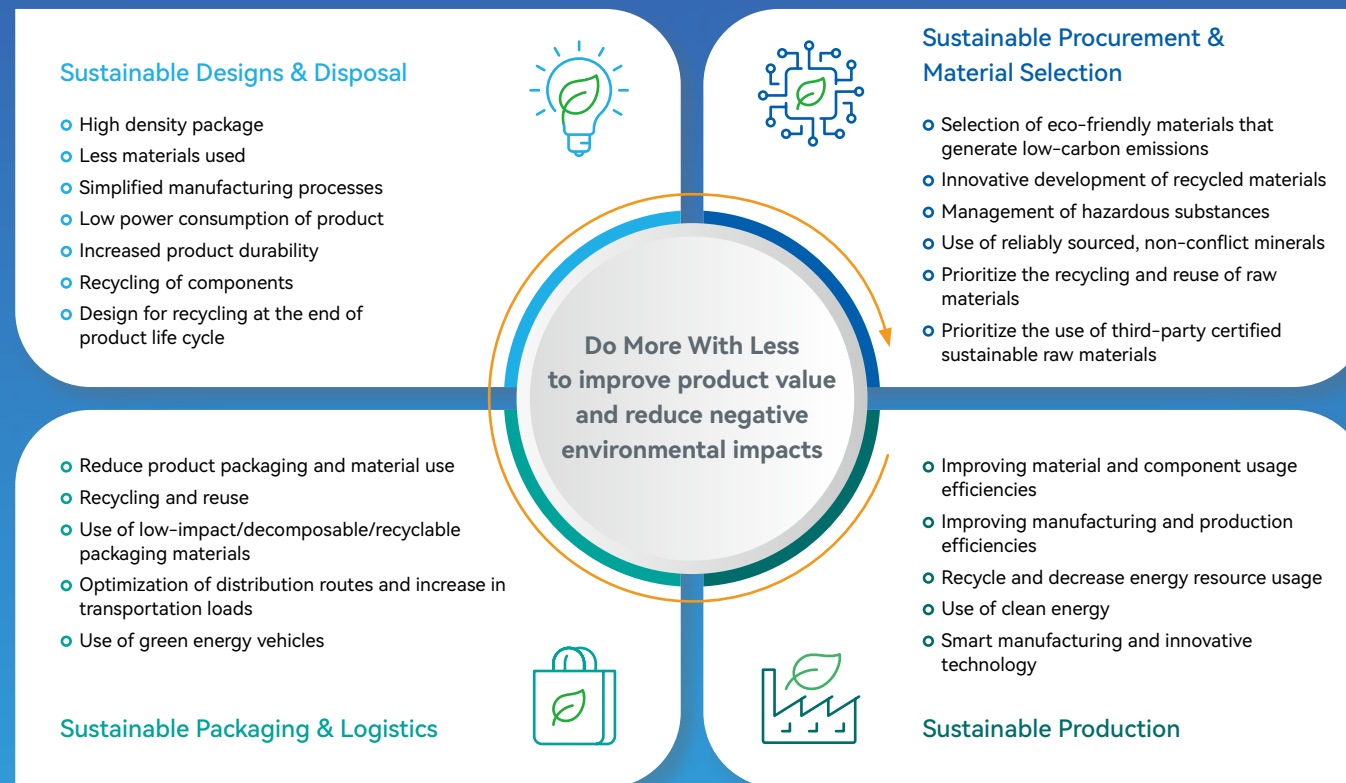 Sustainable Designs & Disposal
High density package
Less materials used
Simplified manufacturing processes
Low power consumption of product
Increased product durability
Recycling of components
Design for recycling at the end of
product life cycle
Sustainable Procurement &
Material Selection
Selection of eco-friendly materials that
generate low-carbon emissions
Innovative development of recycled materials
Management of hazardous substances
Use of reliably sourced, non-conflict minerals
Prioritize the recycling and reuse of raw
materials
Prioritize the use of third-party certified
sustainable raw materials
Do More With Less
to improve product value
and reduce negative
environmental impacts
Reduce product packaging and material use
Recycling and reuse
Use of low-impact/decomposable/recyclable
packaging materials
Optimization of distribution routes and increase in
transportation loads
Use of green energy vehicles
Sustainable Packaging & Logistics
Improving material and component usage
efficiencies
Improving manufacturing and production
efficiencies
Recycle and decrease energy resource usage
Use of clean energy
Smart manufacturing and innovative
technology
Sustainable Production